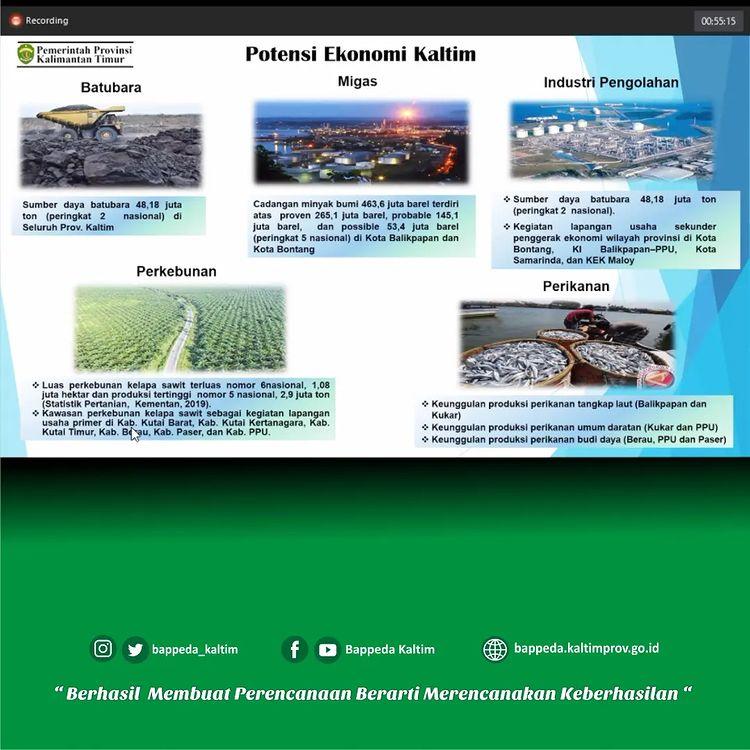 Recording
00:55:15
Pemerintah Provinsi
Kalimantan Timur
Potensi Ekonomi Kaltim
Batubara
Sumber daya batubara 48,18 juta
ton (peringkat 2 nasional) di
Seluruh Prov. Kaltim
Migas
Cadangan minyak bumi 463,6 juta barel terdiri
atas proven 265,1 juta barel, probable 145,1
juta barel, dan possible 53,4 juta barel
(peringkat 5 nasional) di Kota Balikpapan dan
Kota Bontang
Industri Pengolahan
❖ Sumber daya batubara 48,18 juta ton
(peringkat 2 nasional).
❖ Kegiatan lapangan usaha sekunder
penggerak ekonomi wilayah provinsi di Kota
Bontang, KI Balikpapan–PPU, Kota
Samarinda, dan KEK Maloy
Perkebunan
❖ Luas perkebunan kelapa sawit terluas nomor 6nasional, 1,08
juta hektar dan produksi tertinggi nomor 5 nasional, 2,9 juta ton
(Statistik Pertanian, Kementan, 2019).
❖ Kawasan perkebunan kelapa sawit sebagai kegiatan lapangan
usaha primer di Kab. Kutai Barat, Kab. Kutai Kertanagara, Kab.
Kutai Timur, Kab. Berau, Kab. Paser, dan Kab. PPU.
Perikanan
❖ Keunggulan produksi perikanan tangkap laut (Balikpapan dan
Kukar)
❖ Keunggulan produksi perikanan umum daratan (Kukar dan PPU)
❖ Keunggulan produksi perikanan budi daya (Berau, PPU dan Paser)
bappeda_kaltim
Bappeda Kaltim
bappeda.kaltimprov.go.id
“ Berhasil Membuat Perencanaan Berarti Merencanakan Keberhasilan “